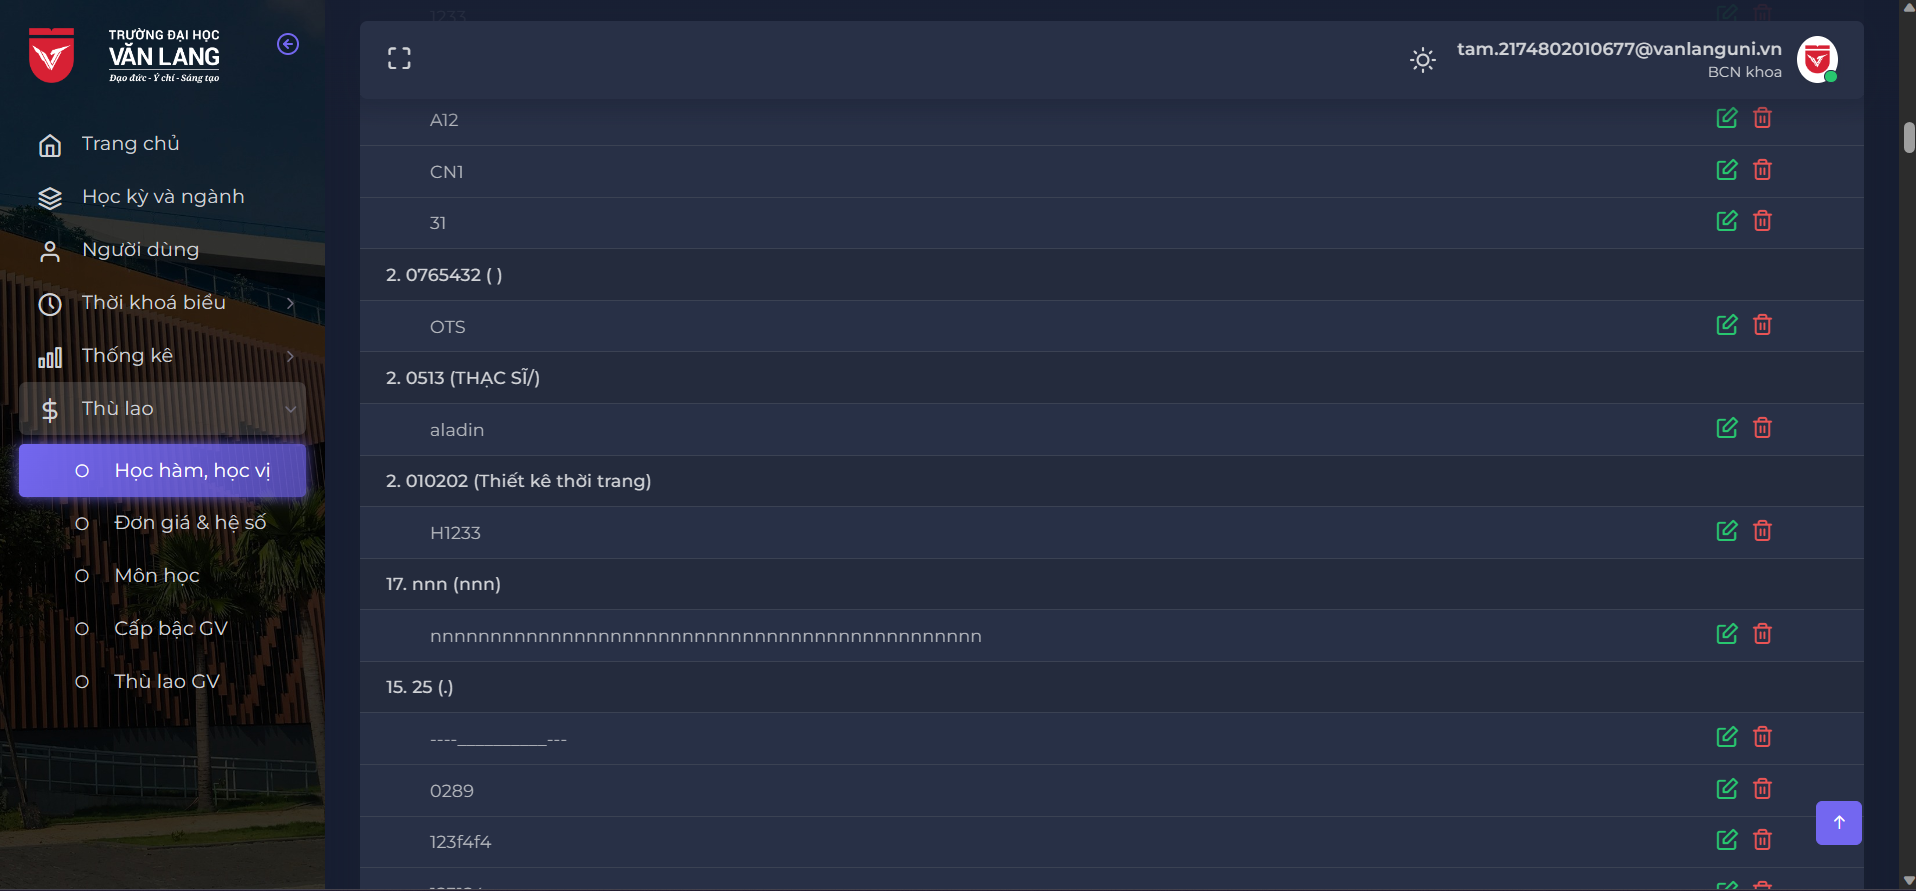 TRƯỜNG ĐẠI HỌC
VĂN LANG
Đạo đức - Ý chí - Sáng tạo
Trang chủ
Học kỳ và ngành
Người dùng
Thời khoá biểu
Thống kê
Thù lao
Học hàm, học vị
Đơn giá & hệ số
Môn học
Cấp bậc GV
Thù lao GV
1233
tam.2174802010677@vanlanguni.vn
BCN khoa
A12
CN1
31
2. 0765432 ( )
OTS
2. 0513 (THẠC SĨ/)
aladin
2. 010202 (Thiết kê thời trang)
H1233
17. nnn (nnn)
nnnnnnnnnnnnnnnnnnnnnnnnnnnnnnnnnnnnnnnnnnnnnn
15. 25 (.)
----__________---
0289
123f4f4